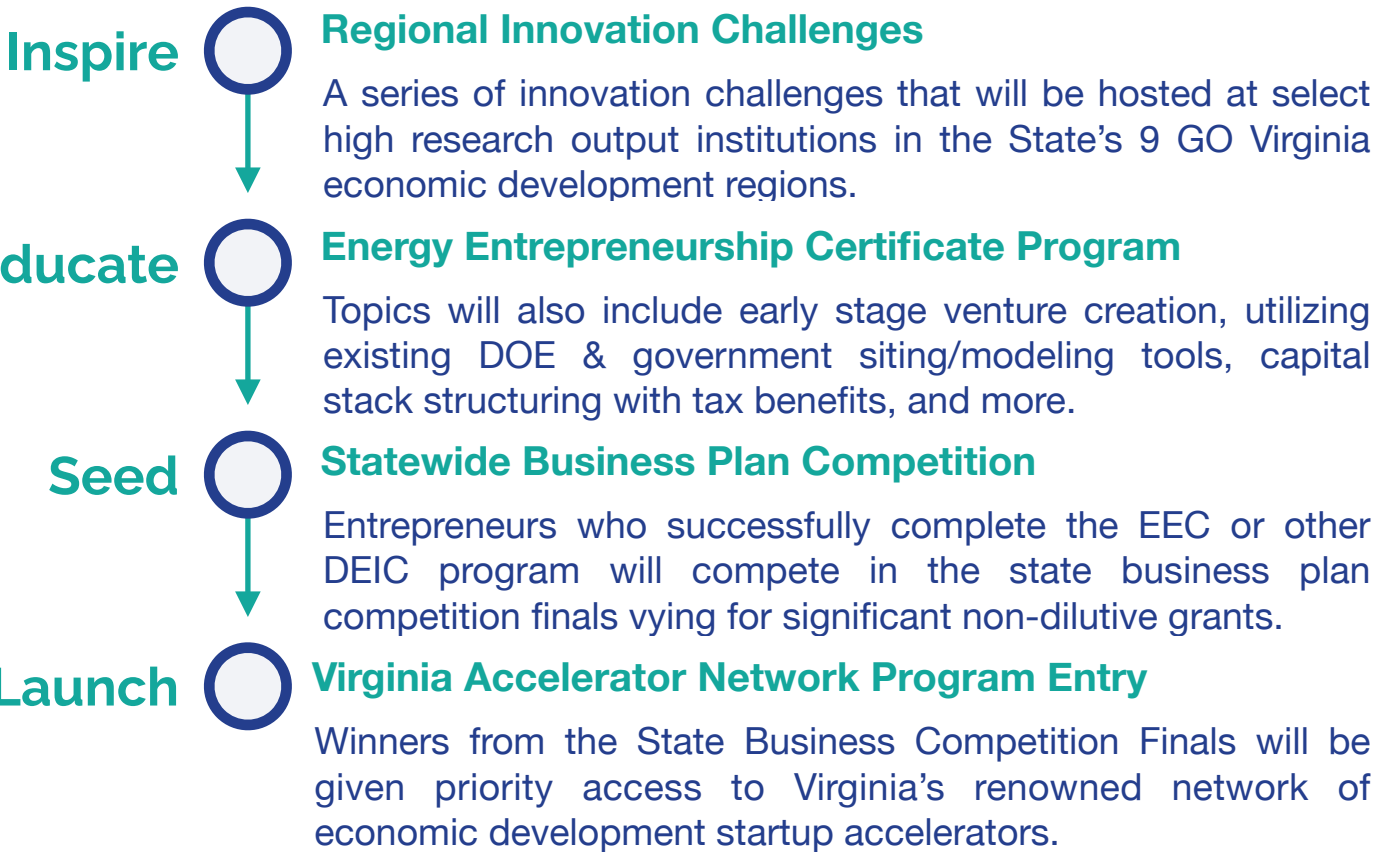 Inspire
Regional Innovation Challenges
A series of innovation challenges that will be hosted at select
high research output institutions in the State’s 9 GO Virginia
economic development regions.
ducate
Energy Entrepreneurship Certificate Program
Topics will also include early stage venture creation, utilizing
existing DOE & government siting/modeling tools, capital
stack structuring with tax benefits, and more.
Seed
Statewide Business Plan Competition
Entrepreneurs who successfully complete the EEC or other
DEIC program will compete in the state business plan
competition finals vying for significant non-dilutive grants.
Launch
Virginia Accelerator Network Program Entry
Winners from the State Business Competition Finals will be
given priority access to Virginia’s renowned network of
economic development startup accelerators.